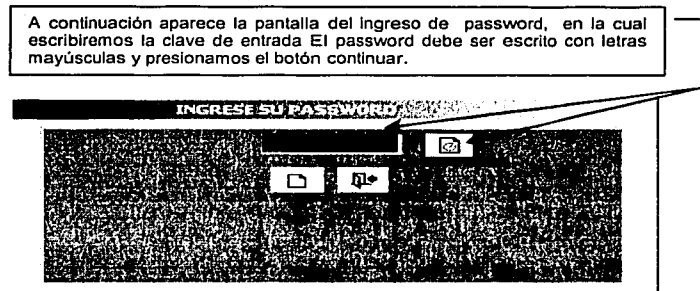 A continuación aparece la pantalla del ingreso de password, en la cual
escribiremos la clave de entrada El password debe ser escrito con letras
mayúsculas y presionamos el botón continuar.
INGRESE SU PASSWORD